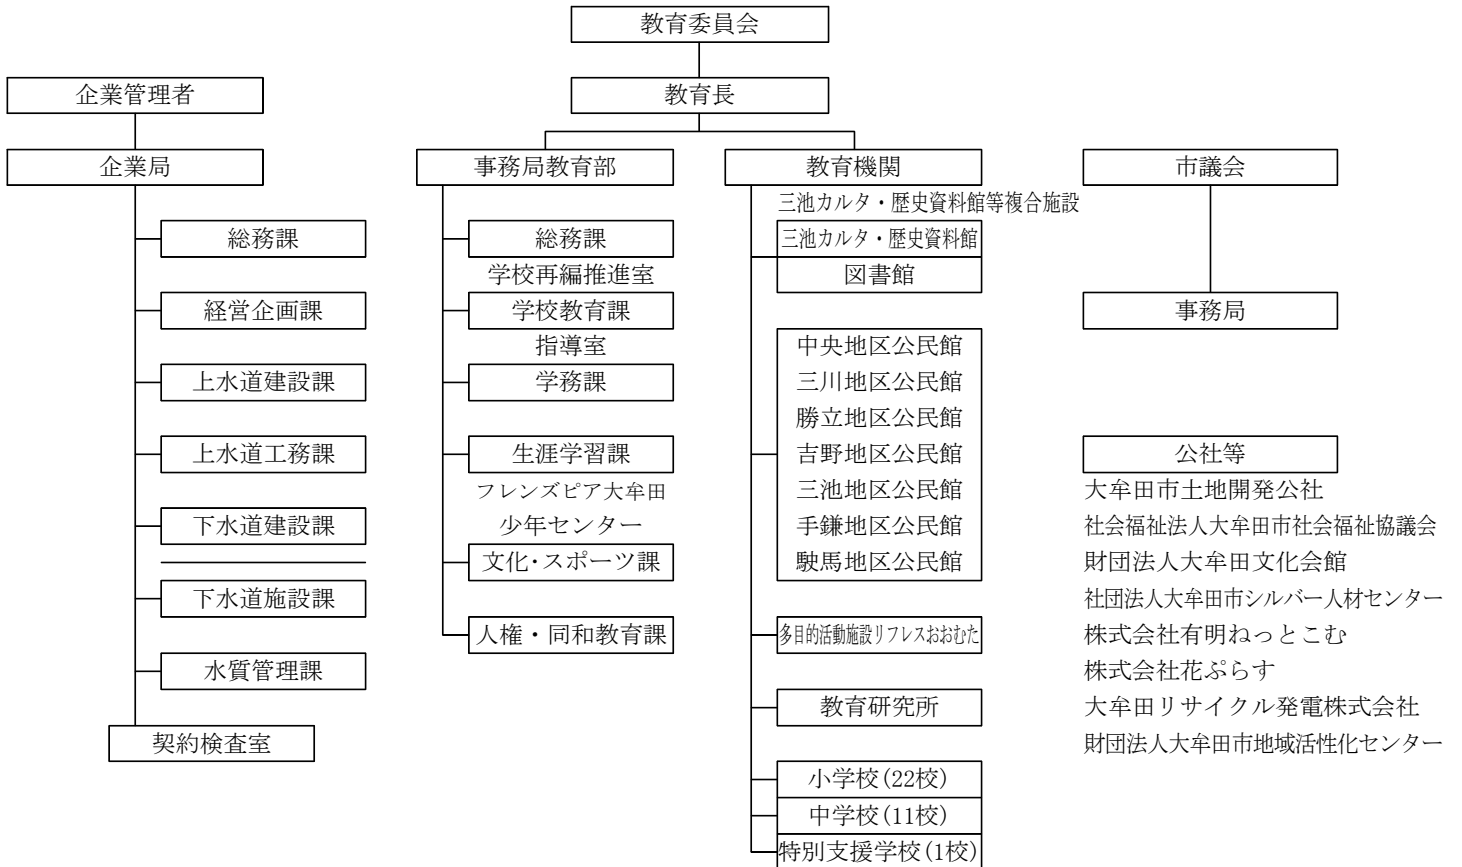 教育委員会
企業管理者
教育長
企業局
事務局教育部
教育機関
市議会
三池カルタ・歴史資料館等複合施設
総務課
総務課
三池カルタ・歴史資料館
学校再編推進室
図書館
経営企画課
学校教育課
事務局
指導室
中央地区公民館
上水道建設課
学務課
三川地区公民館
勝立地区公民館
上水道工務課
生涯学習課
吉野地区公民館
公社等
フレンズピア大牟田
三池地区公民館
大牟田市土地開発公社
下水道建設課
少年センター
手鎌地区公民館
社会福祉法人大牟田市社会福祉協議会
文化・スポーツ課
駛馬地区公民館
財団法人大牟田文化会館
下水道施設課
社団法人大牟田市シルバー人材センター
人権・同和教育課
多目的活動施設リフレスおおむた
株式会社有明ねっとこむ
水質管理課
株式会社花ぷらす
教育研究所
大牟田リサイクル発電株式会社
契約検査室
財団法人大牟田市地域活性化センター
小学校(22校)
中学校(11校)
特別支援学校(1校)